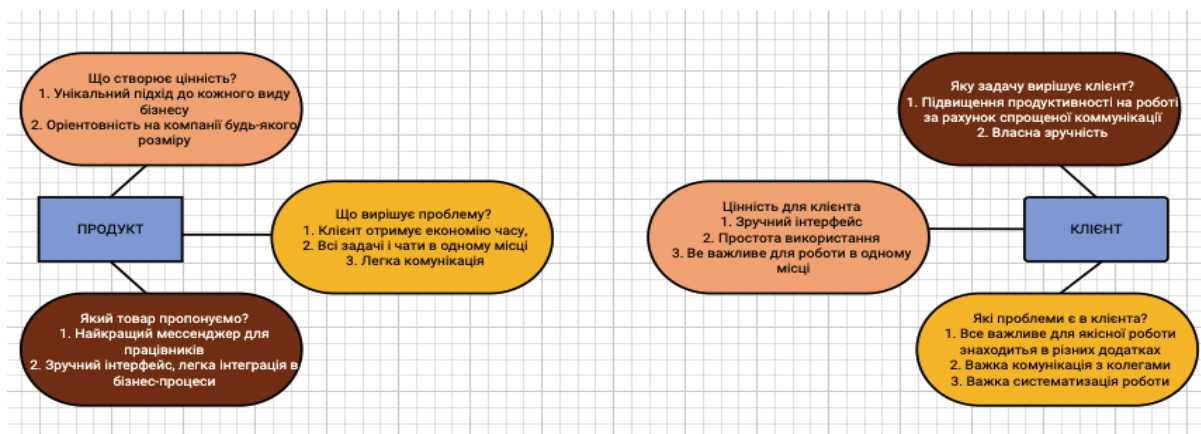 Що створює цінність?
1. Унікальний підхід до кожного виду
бізнесу
2. Оріентовність на компанії будь-якого
розміру
ПРОДУКТ
Що вирішує проблему?
1. Клієнт отримує економію часу,
2. Всі задачі і чати в одному місці
3. Легка комунікація
Який товар пропонуємо?
1. Найкращий мессенджер для
працівників
2. Зручний інтерфейс, легка інтеграція в
бізнес-процеси
Яку задачу вирішує клієнт?
1. Підвищення продуктивності на роботі
за рахунок спрощеної коммунікації
2. Власна зручність
Цінність для клієнта
1. Зручний інтерфейс
2. Простота використання
3. Ве важливе для роботи в одному
місці
КЛІЄНТ
Які проблеми є в клієнта?
1. Все важливе для якісної роботи
знаходитья в різних додатках
2. Важка комунікація з колегами
3. Важка систематизація роботи